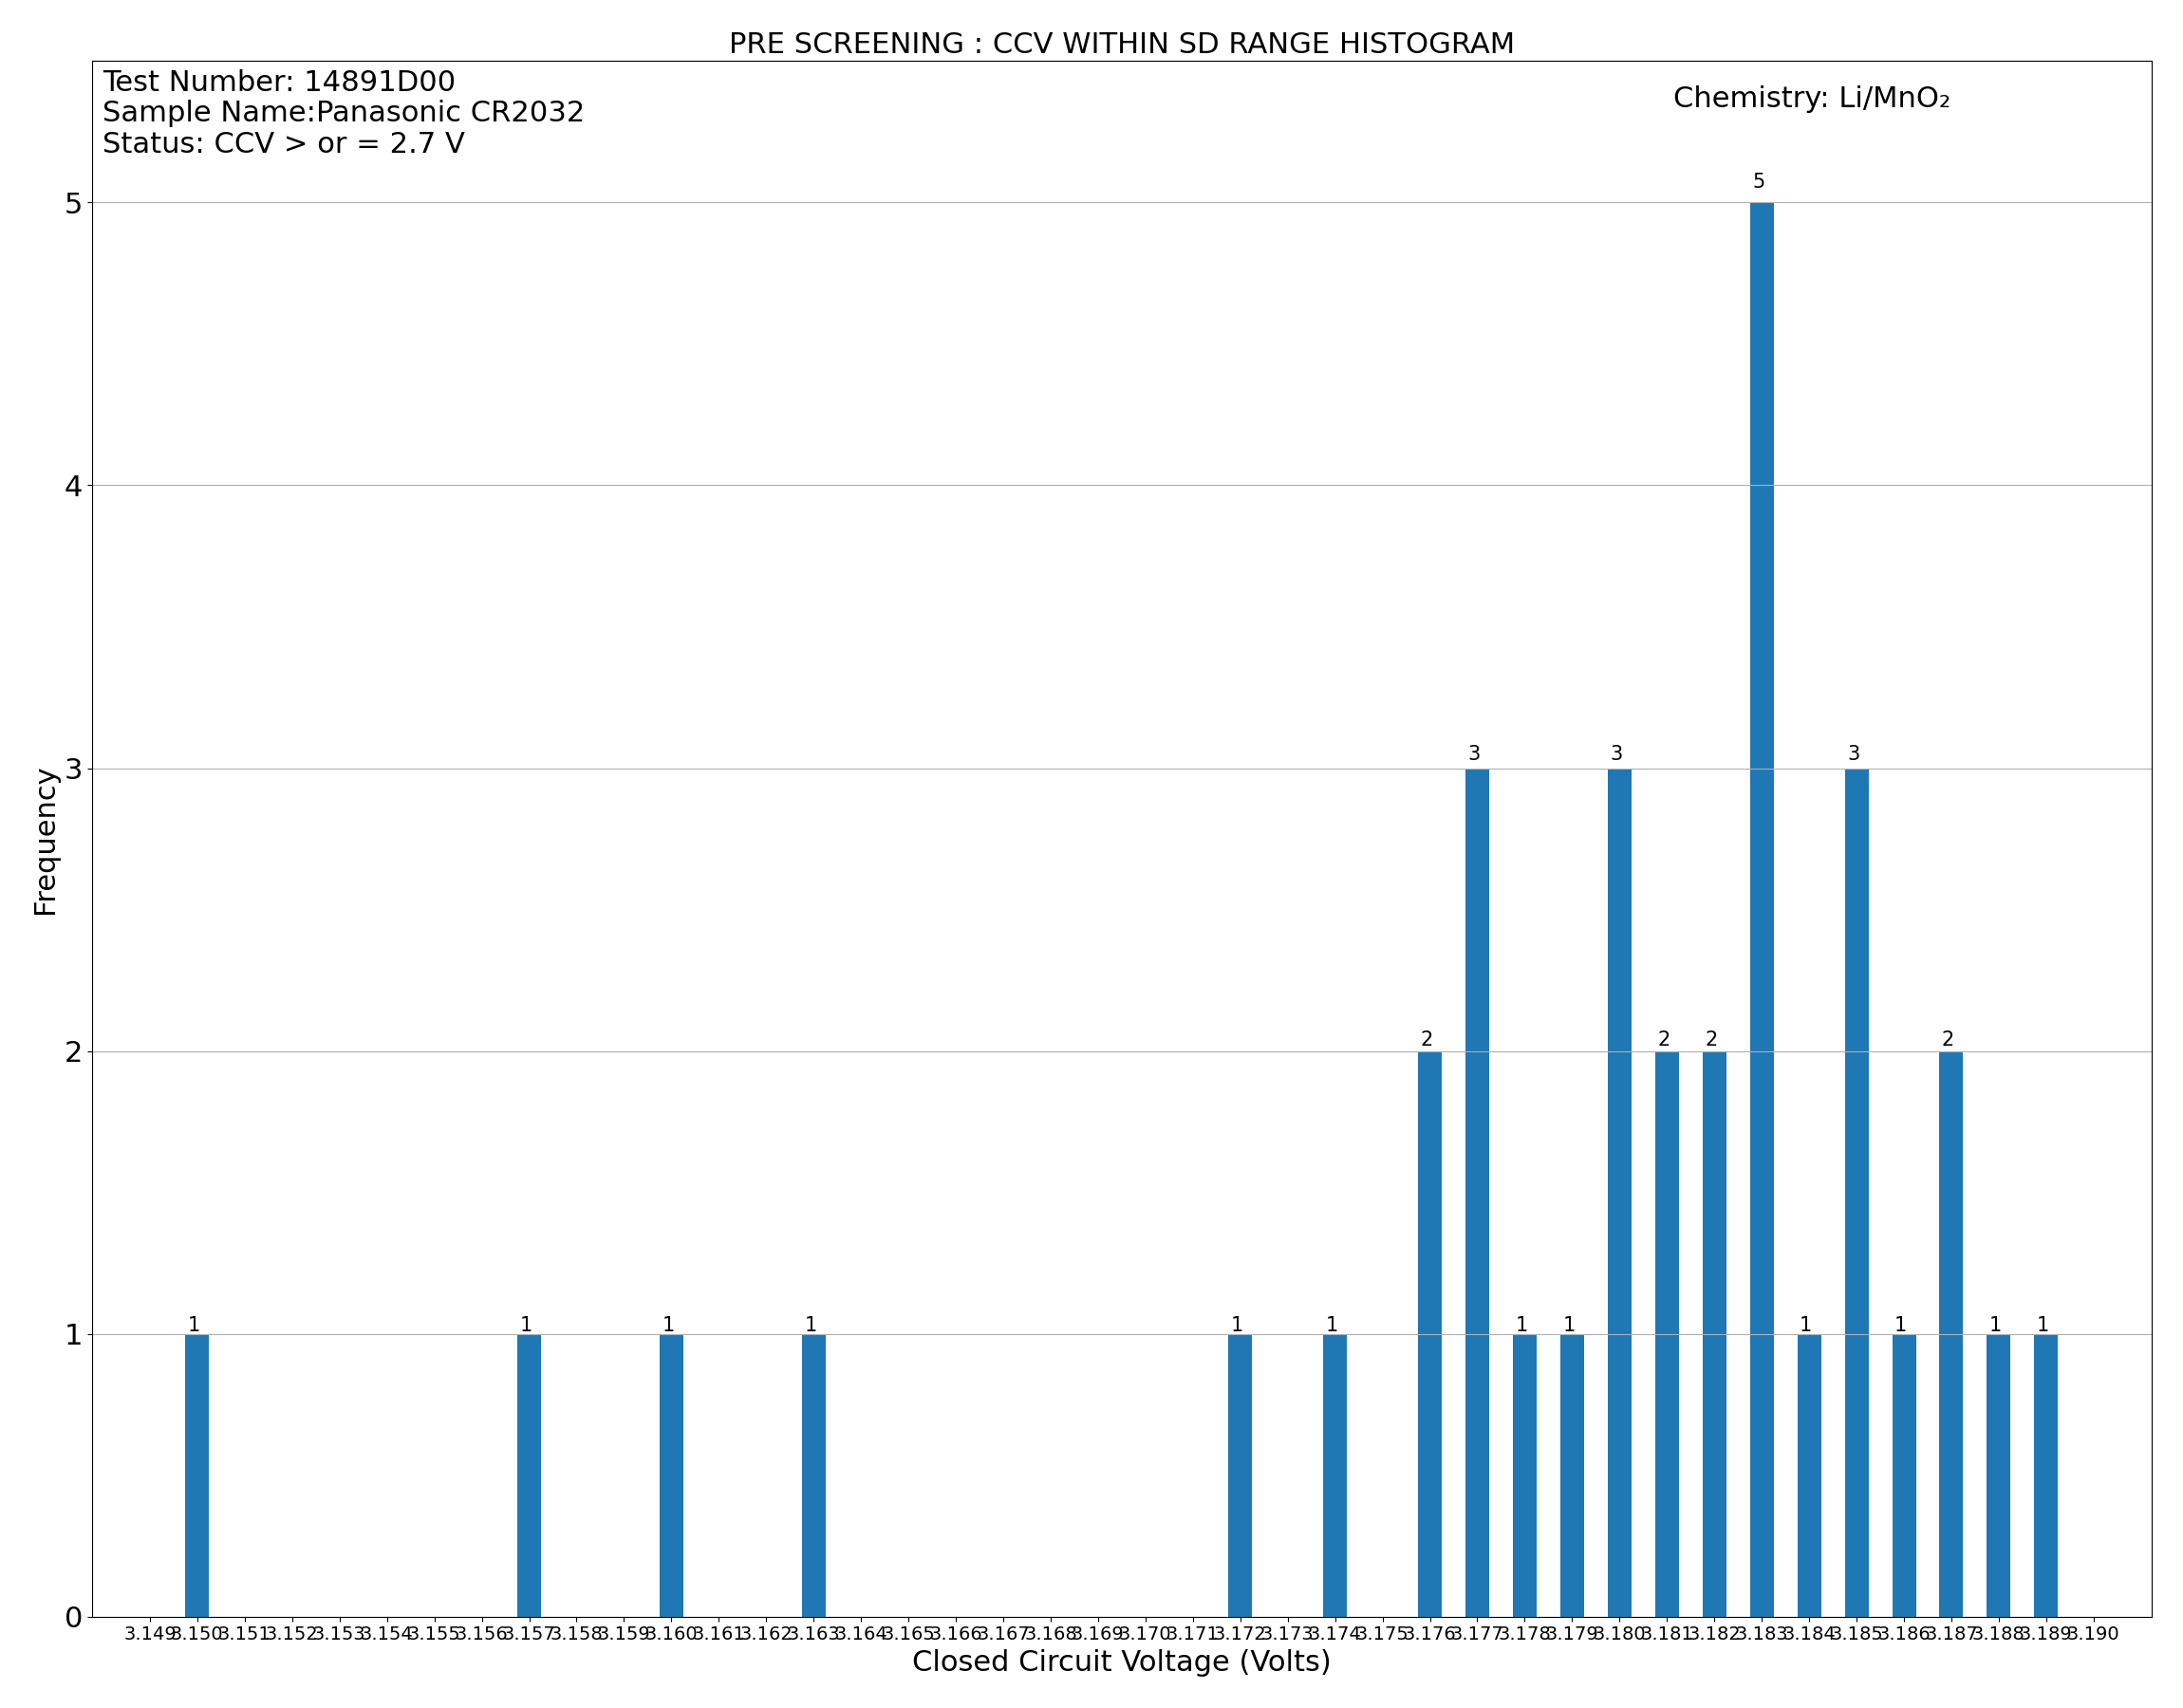 PRE SCREENING : CCV WITHIN SD RANGE HISTOGRAM
Test Number: 14891D00
Sample Name:Panasonic CR2032
Status: CCV > or = 2.7 V
Chemistry: Li/MnO₂
5
5
4
3
3 3 3
Frequency
2
2 2 2 2
1
1 1 1 1 1 1 1 1 1 1 1 1
0
3.149 3.150 3.151 3.152 3.153 3.154 3.155 3.156 3.157 3.158 3.159 3.160 3.161 3.162 3.163 3.164 3.165 3.166 3.167 3.168 3.169 3.170 3.171 3.172 3.173 3.174 3.175 3.176 3.177 3.178 3.179 3.180 3.181 3.182 3.183 3.184 3.185 3.186 3.187 3.188 3.189 3.190
Closed Circuit Voltage (Volts)